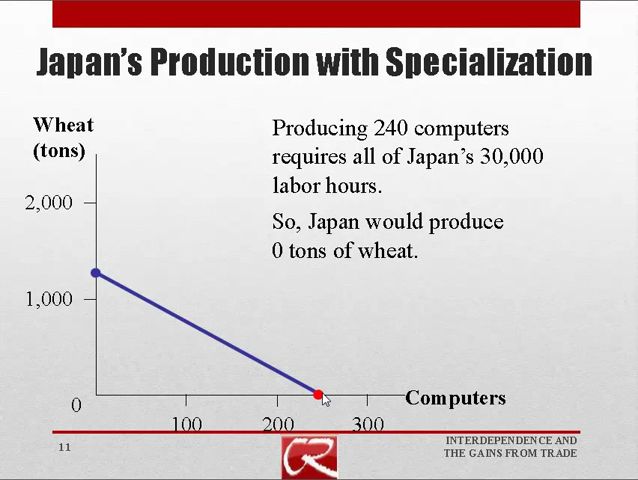 Japan's Production with Specialization
Wheat
(tons)
Producing 240 computers
requires all of Japan's 30,000
labor hours.
So, Japan would produce
0 tons of wheat.
2,000
1,000
0
Computers
100
200
300
11
INTERDEPENDENCE AND
THE GAINS FROM TRADE